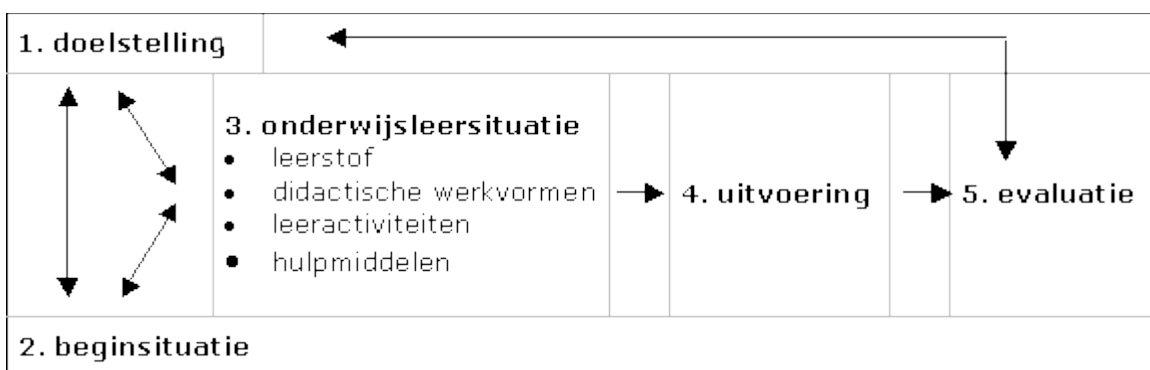 1. doelstelling
3. onderwijsleersituatie
• leerstof
• didactische werkvormen
• leeractiviteiten
• hulpmiddelen
4. uitvoering
5. evaluatie
2. beginsituatie